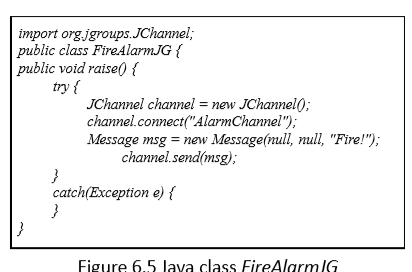 import org.jgroups.JChannel;
public class FireAlarmJG {
public void raise() {
try {
JChannel channel = new JChannel();
channel.connect("AlarmChannel");
Message msg = new Message(null, null, "Fire!");
channel.send(msg);
}
catch(Exception e) {
}
}
Figure 6.5 Java class FireAlarmJG